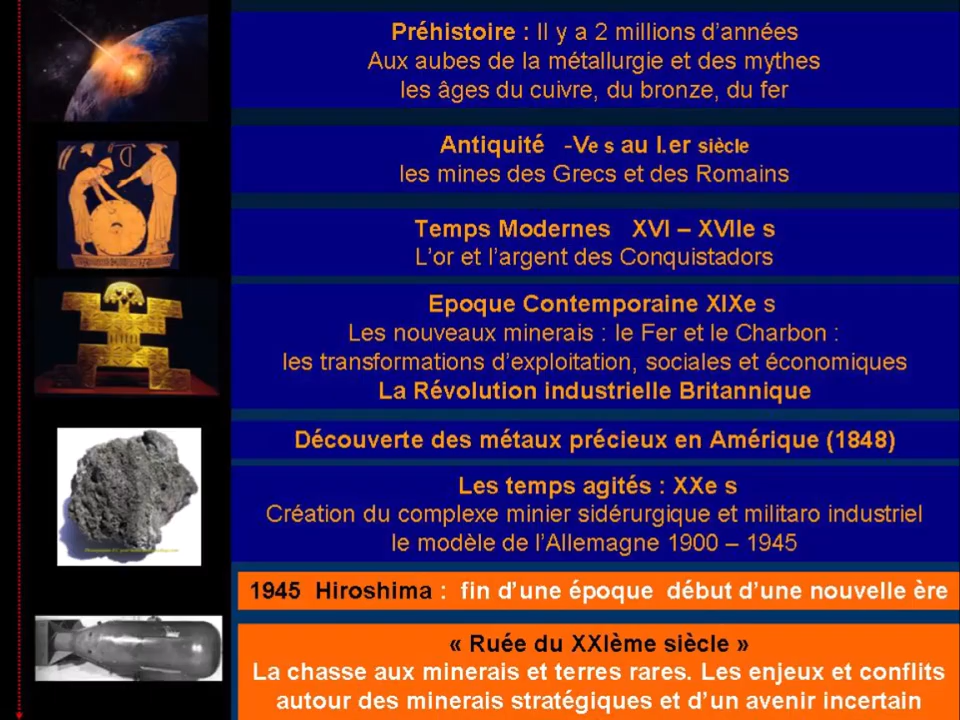 Préhistoire : Il y a 2 millions d’années
Aux aubes de la métallurgie et des mythes
les âges du cuivre, du bronze, du fer
Antiquité -Ve s au I.er siècle
les mines des Grecs et des Romains
Temps Modernes XVI – XVIIe s
L’or et l’argent des Conquistadors
Epoque Contemporaine XIXe s
Les nouveaux minerais : le Fer et le Charbon :
les transformations d’exploitation, sociales et économiques
La Révolution industrielle Britannique
Découverte des métaux précieux en Amérique (1848)
Les temps agités : XXe s
Création du complexe minier sidérurgique et militaro industriel
le modèle de l’Allemagne 1900 – 1945
1945 Hiroshima : fin d’une époque début d’une nouvelle ère
« Ruée du XXIème siècle »
La chasse aux minerais et terres rares. Les enjeux et conflits
autour des minerais stratégiques et d’un avenir incertain